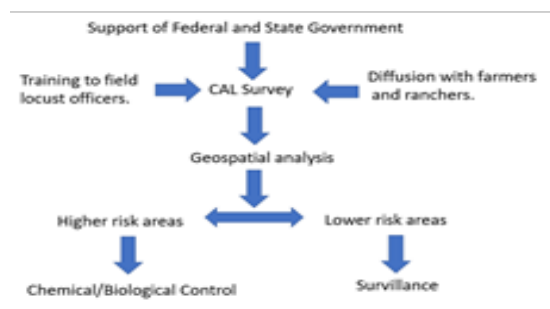 Support of Federal and State Government
Training to field
locust officers.
CAL Survey
Diffusion with farmers
and ranchers.
Geospatial analysis
Higher risk areas
Lower risk areas
Chemical/Biological Control
Survillance